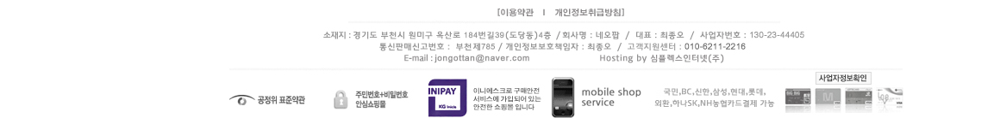 [이용약관 I 개인정보취급방침]
소재지 : 경기도 부천시 원미구 옥산로 184번길39(도당동)4층 / 회사명 : 네오팜 / 대표 : 최종오 / 사업자번호 : 130-23-44405
통신판매신고번호 : 부천제785 / 개인정보보호책임자 : 최종오 / 고객지원센터 : 010-6211-2216
E-mail : jongottan@naver.com Hosting by 심플렉스인터넷(주)
사업자정보확인
공정위 표준약관
주민번호+비밀번호
안심쇼핑몰
INIPAY
KG Inicis
이니에스크로 구매안전
서비스에 가입되어 있는
안전한 쇼핑몰 입니다
mobile shop
service
국민,BC,신한,삼성,현대,롯데,
외환,하나SK,NH농협카드결제 가능